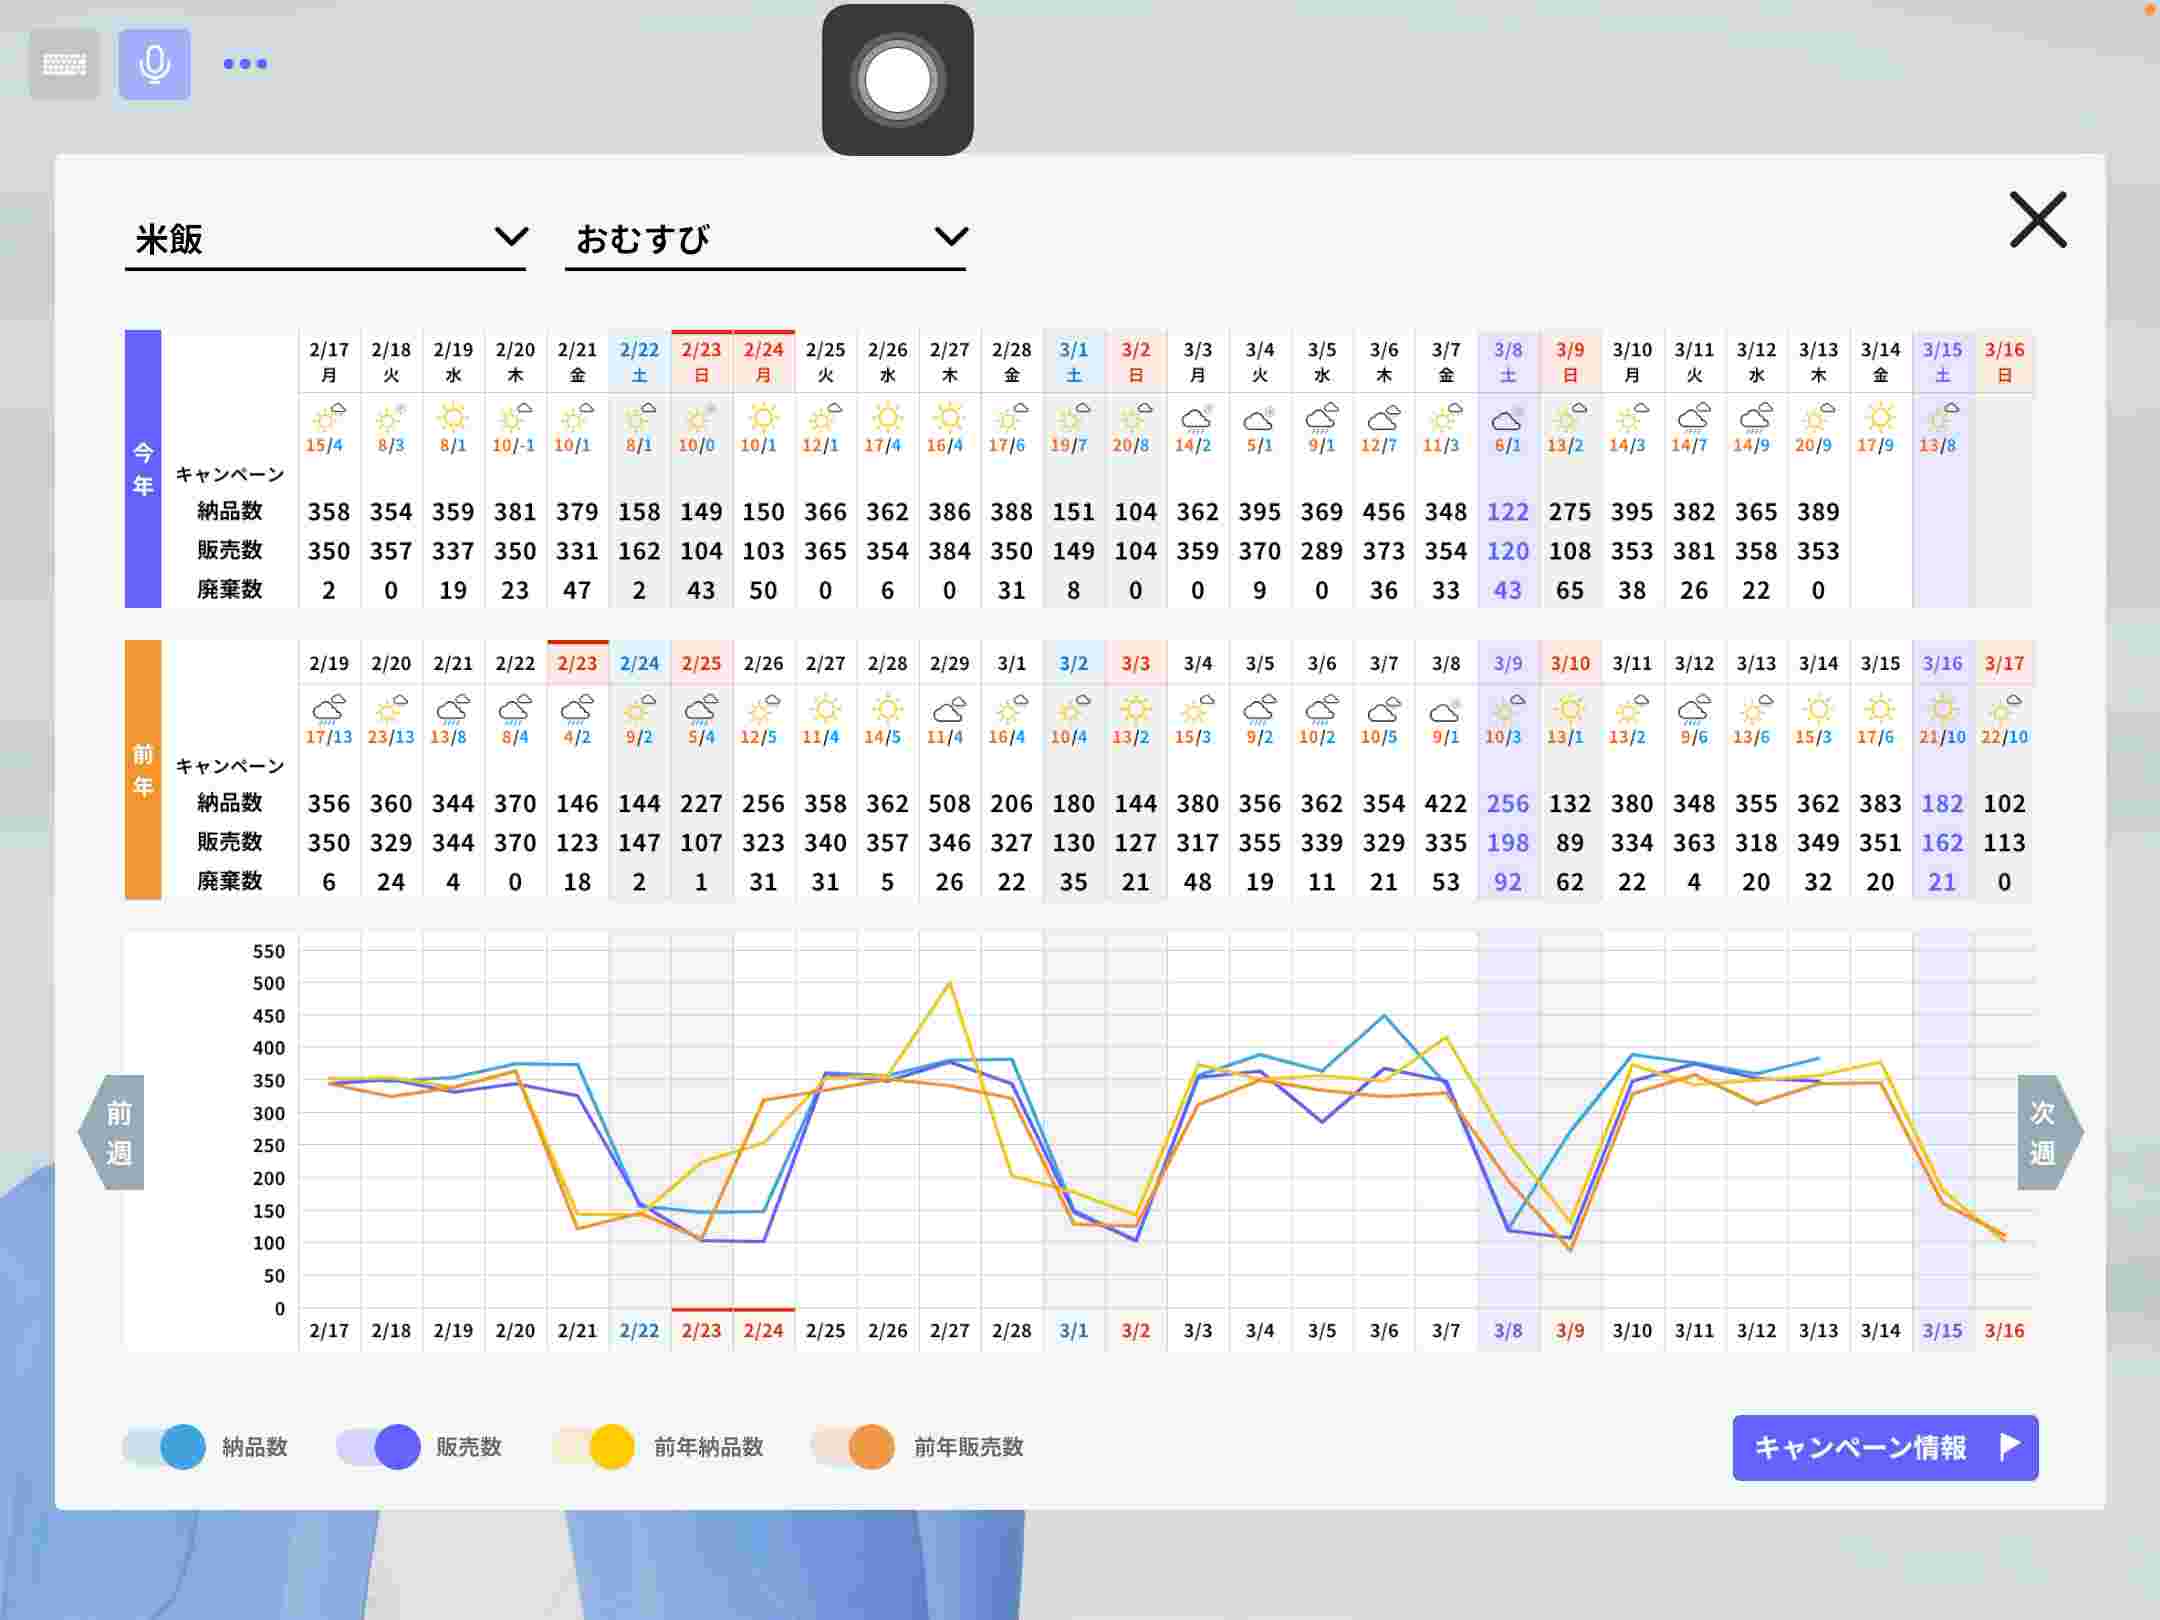 米飯 おむすび
今年
2/17 2/18 2/19 2/20 2/21 2/22 2/23 2/24 2/25 2/26 2/27 2/28 3/1 3/2 3/3 3/4 3/5 3/6 3/7 3/8 3/9 3/10 3/11 3/12 3/13 3/14 3/15 3/16
月 火 水 木 金 土 日 月 火 水 木 金 土 日 月 火 水 木 金 土 日 月 火 水 木 金 土 日
15/4 8/3 8/1 10/-1 10/1 8/1 10/0 10/1 12/1 17/4 16/4 17/6 19/7 20/8 14/2 5/1 9/1 12/7 11/3 6/1 13/2 14/3 14/7 14/9 20/9 17/9 13/8
キャンペーン
納品数 358 354 359 381 379 158 149 150 366 362 386 388 151 104 362 395 369 456 348 122 275 395 382 365 389
販売数 350 357 337 350 331 162 104 103 365 354 384 350 149 104 359 370 289 373 354 120 108 353 381 358 353
廃棄数 2 0 19 23 47 2 43 50 0 6 0 31 8 0 0 9 0 36 33 43 65 38 26 22 0
前年
2/19 2/20 2/21 2/22 2/23 2/24 2/25 2/26 2/27 2/28 2/29 3/1 3/2 3/3 3/4 3/5 3/6 3/7 3/8 3/9 3/10 3/11 3/12 3/13 3/14 3/15 3/16 3/17
17/13 23/13 13/8 8/4 4/2 9/2 5/4 12/5 11/4 14/5 11/4 16/4 10/4 13/2 15/3 9/2 10/2 10/5 9/1 10/3 13/1 13/2 9/6 13/6 15/3 17/6 21/10 22/10
キャンペーン
納品数 356 360 344 370 146 144 227 256 358 362 508 206 180 144 380 356 362 354 422 256 132 380 348 355 362 383 182 102
販売数 350 329 344 370 123 147 107 323 340 357 346 327 130 127 317 355 339 329 335 198 89 334 363 318 349 351 162 113
廃棄数 6 24 4 0 18 2 1 31 31 5 26 22 35 21 48 19 11 21 53 92 62 22 4 20 32 20 21 0
550
500
450
400
350
300
250
200
150
100
50
0
前週
次週
2/17 2/18 2/19 2/20 2/21 2/22 2/23 2/24 2/25 2/26 2/27 2/28 3/1 3/2 3/3 3/4 3/5 3/6 3/7 3/8 3/9 3/10 3/11 3/12 3/13 3/14 3/15 3/16
納品数 販売数 前年納品数 前年販売数
キャンペーン情報